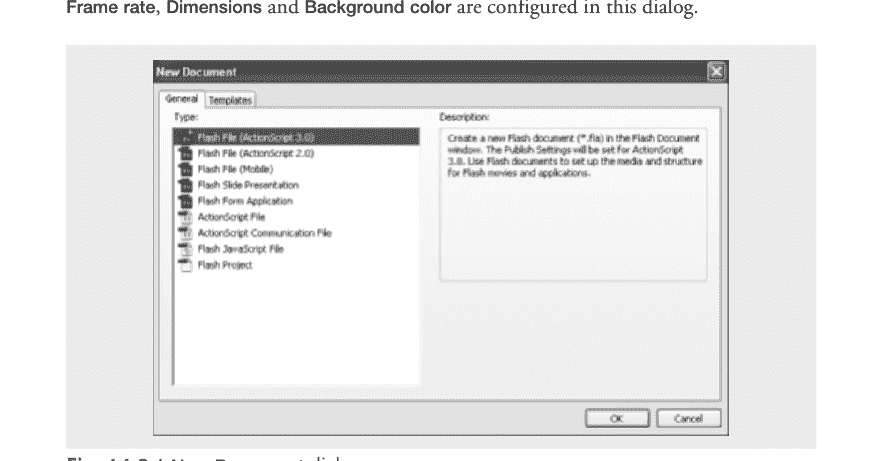 Frame rate, Dimensions and Background color are configured in this dialog.
New Document
General Templates
Type:
Description:
Flash File (ActionScript 3.0)
Flash File (ActionScript 2.0)
Flash File (Mobile)
Flash Slide Presentation
Flash Form Application
ActionScript File
ActionScript Communication File
Flash JavaScript File
Flash Project
Create a new Flash document (*.fla) in the Flash Document
window. The Publish Settings will be set for ActionScript
3.0. Use Flash documents to set up the media and structure
for Flash movies and applications.
OK Cancel
New Document